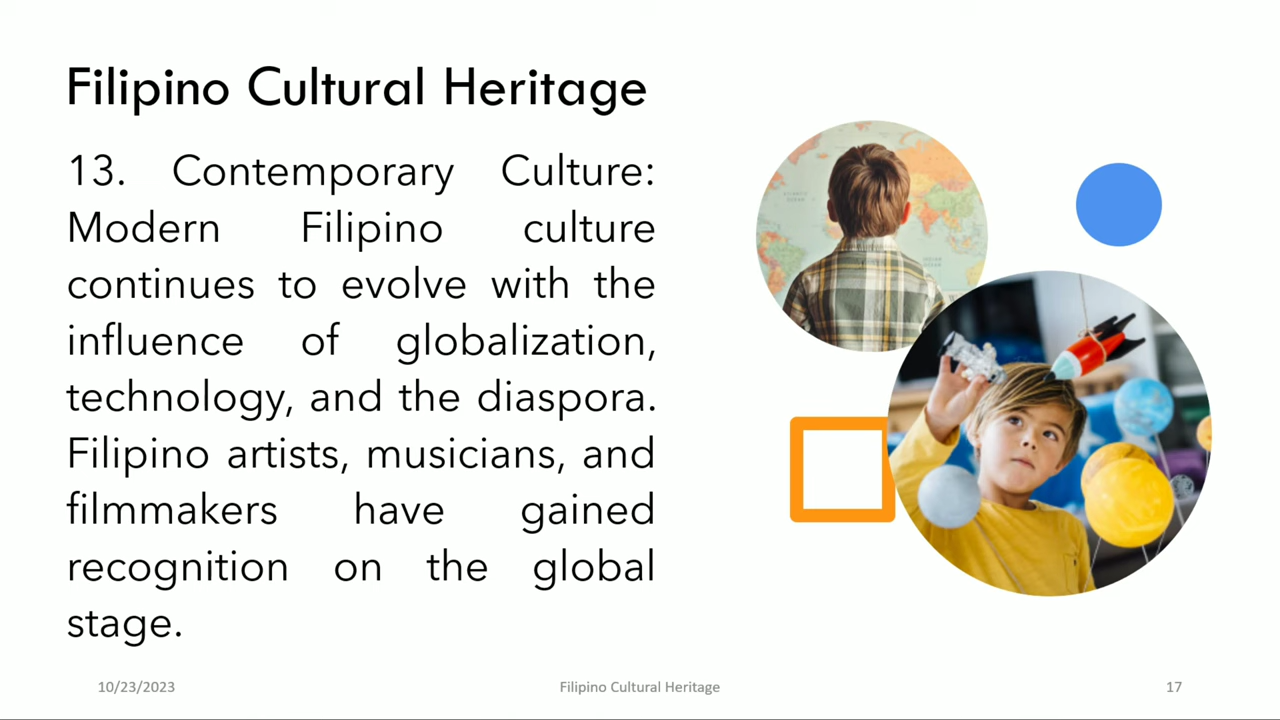 Filipino Cultural Heritage
13. Contemporary Culture:
Modern Filipino culture
continues to evolve with the
influence of globalization,
technology, and the diaspora.
Filipino artists, musicians, and
filmmakers have gained
recognition on the global
stage.
10/23/2023
Filipino Cultural Heritage
17